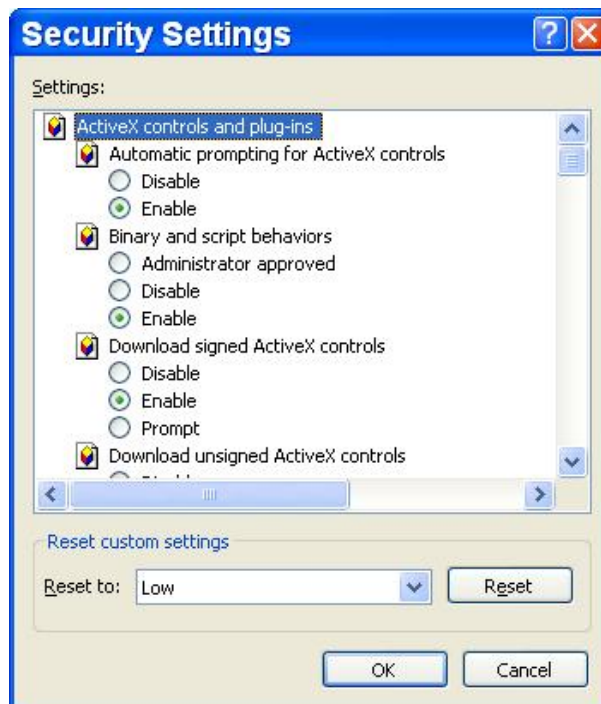 Security Settings
Settings:
ActiveX controls and plug-ins
Automatic prompting for ActiveX controls
Disable
Enable
Binary and script behaviors
Administrator approved
Disable
Enable
Download signed ActiveX controls
Disable
Enable
Prompt
Download unsigned ActiveX controls
Reset custom settings
Reset to: Low Reset
OK Cancel